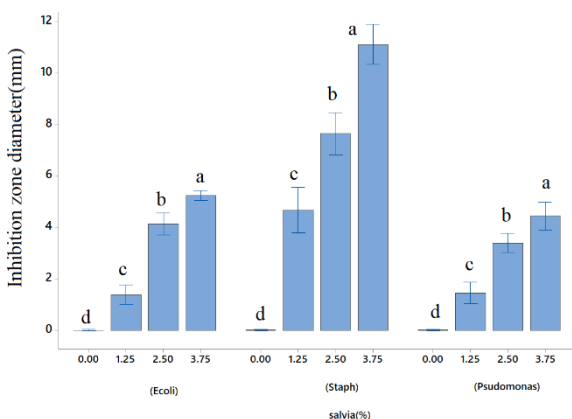 Inhibition zone diameter(mm)
12
10
8
6
4
2
0
d
c
b
a
d
c
b
a
d
c
b
a
0.00 1.25 2.50 3.75 0.00 1.25 2.50 3.75 0.00 1.25 2.50 3.75
(Ecoli) (Staph) (Psudomonas)
salvia(%)